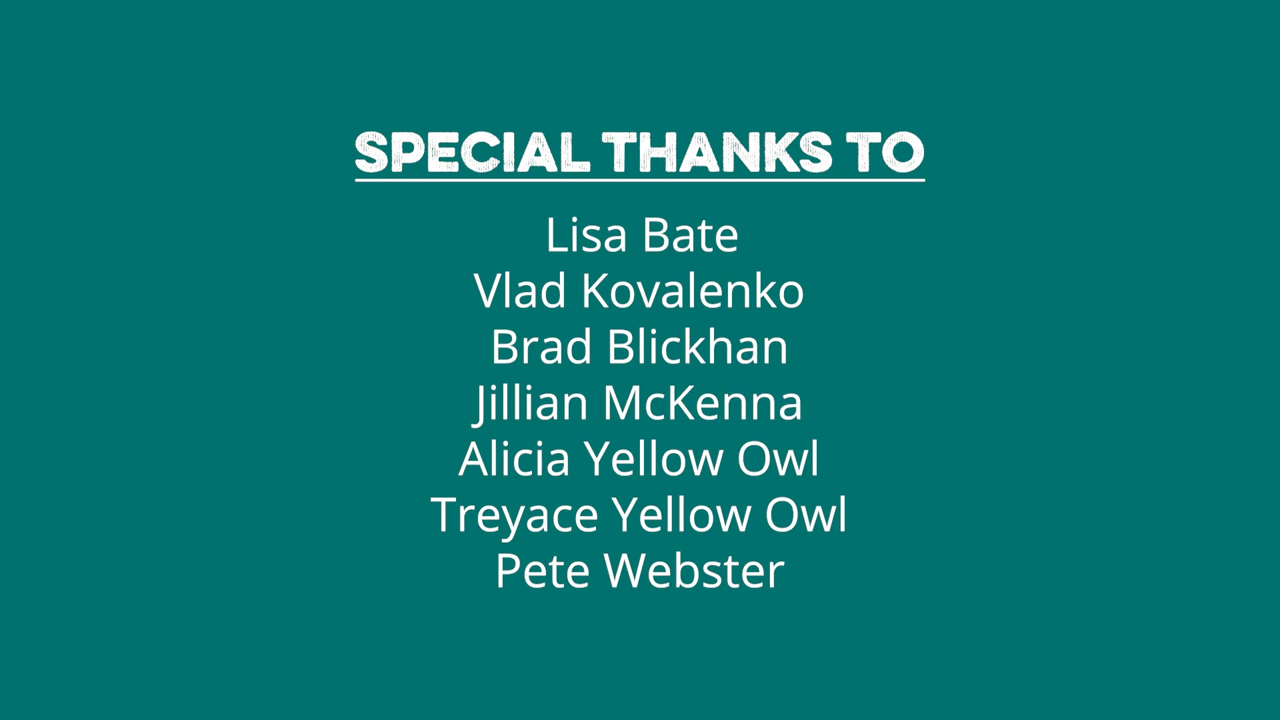 SPECIAL THANKS TO
Lisa Bate
Vlad Kovalenko
Brad Blickhan
Jillian McKenna
Alicia Yellow Owl
Treyace Yellow Owl
Pete Webster